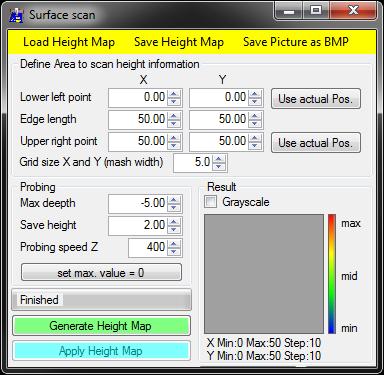 Surface scan
Load Height Map Save Height Map Save Picture as BMP
Define Area to scan height information
X Y
Lower left point 0.00 0.00 Use actual Pos.
Edge length 50.00 50.00
Upper right point 50.00 50.00 Use actual Pos.
Grid size X and Y (mash width) 5.0
Probing
Max deepth -5.00
Save height 2.00
Probing speed Z 400
set max. value = 0
Finished
Generate Height Map
Apply Height Map
Result
Grayscale
max
mid
min
X Min:0 Max:50 Step:10
Y Min:0 Max:50 Step:10